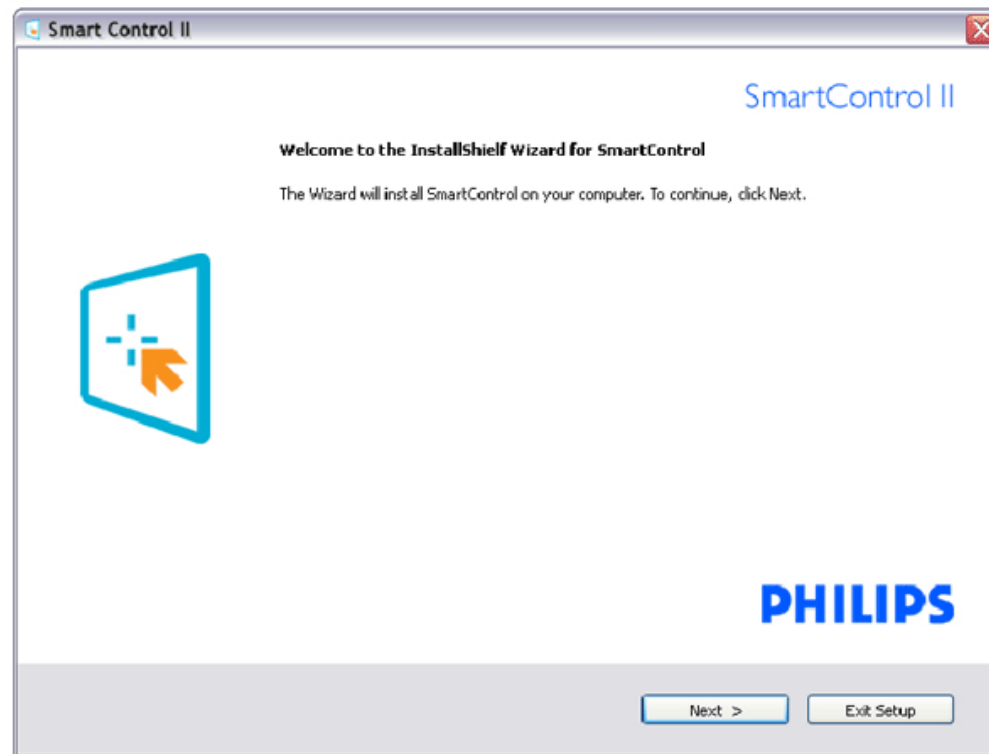 Smart Control II
SmartControl II
Welcome to the InstallShielf Wizard for SmartControl
The Wizard will install SmartControl on your computer. To continue, click Next.
PHILIPS
Next >
Exit Setup